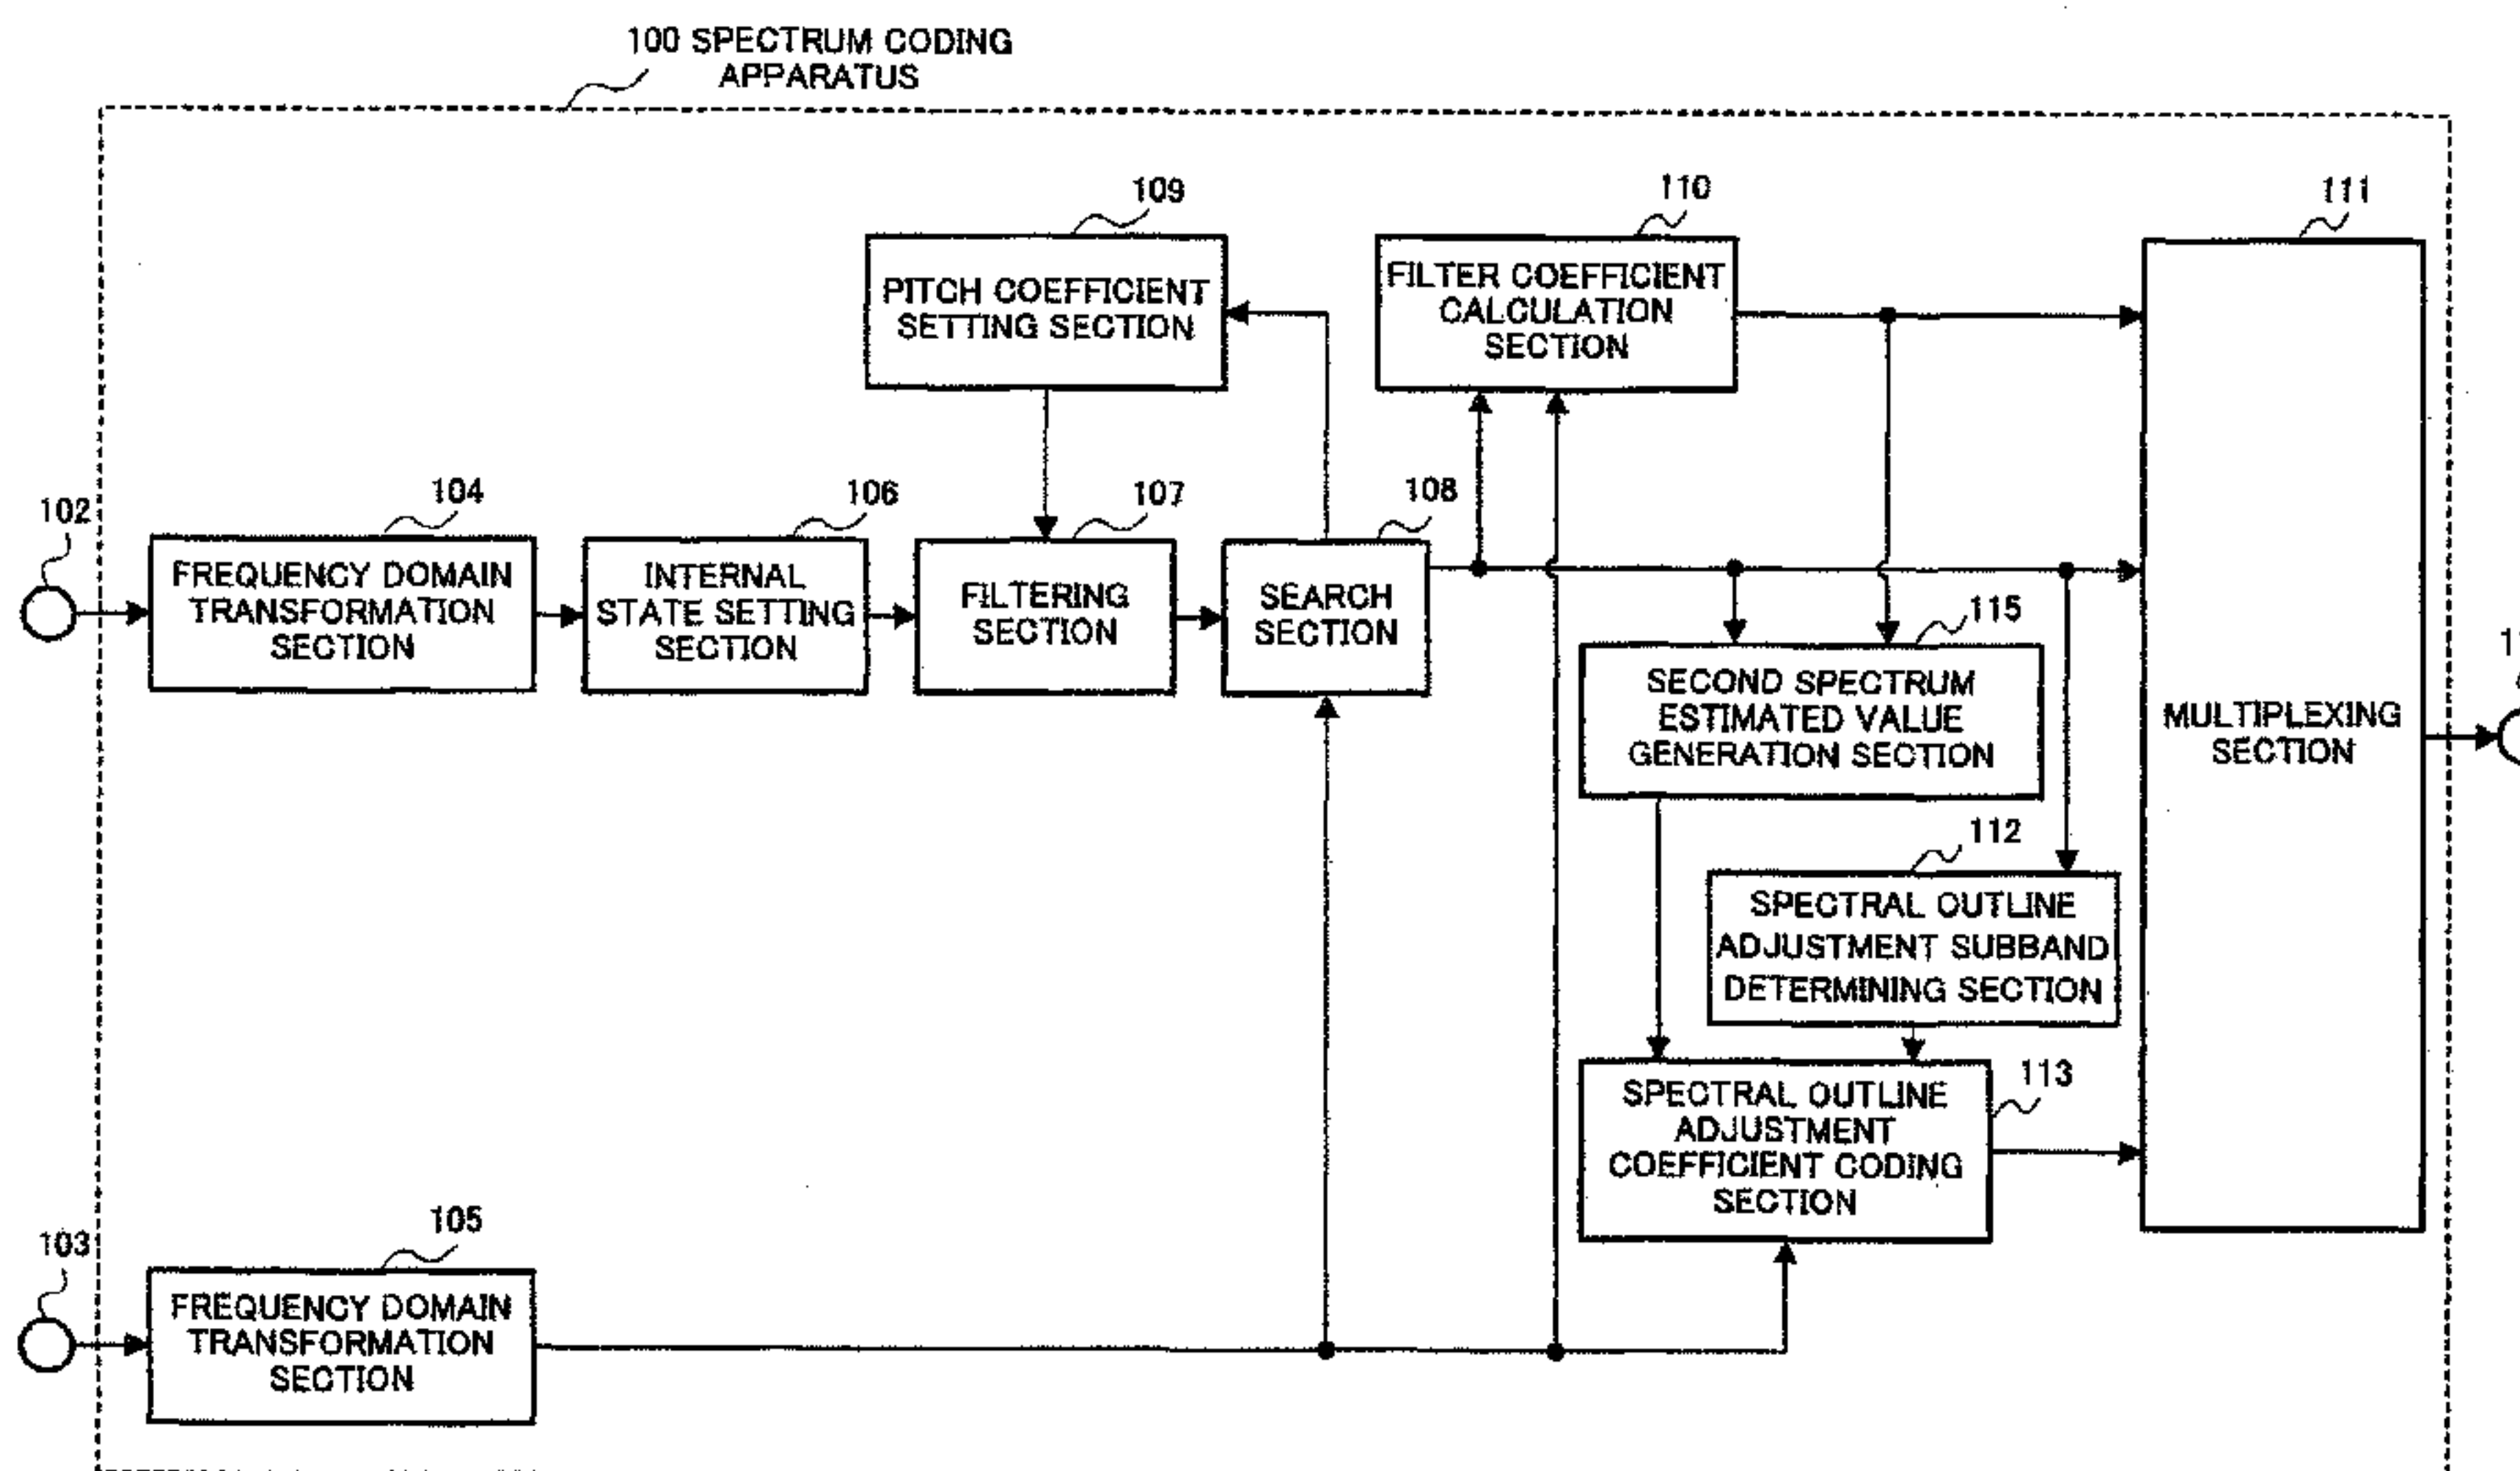 100 SPECTRUM CODING
APPARATUS
109
110
111
PITCH COEFFICIENT
SETTING SECTION
FILTER COEFFICIENT
CALCULATION
SECTION
102
104
106
107
108
FREQUENCY DOMAIN
TRANSFORMATION
SECTION
INTERNAL
STATE SETTING
SECTION
FILTERING
SECTION
SEARCH
SECTION
115
SECOND SPECTRUM
ESTIMATED VALUE
GENERATION SECTION
MULTIPLEXING
SECTION
112
SPECTRAL OUTLINE
ADJUSTMENT SUBBAND
DETERMINING SECTION
113
SPECTRAL OUTLINE
ADJUSTMENT
COEFFICIENT CODING
SECTION
103
105
FREQUENCY DOMAIN
TRANSFORMATION
SECTION